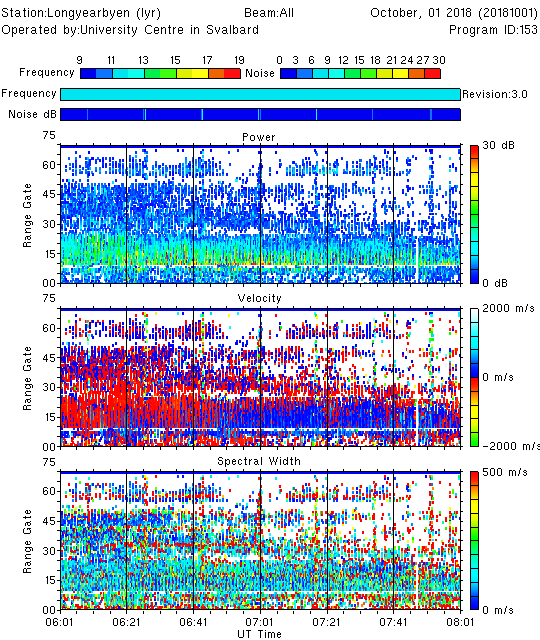 Station:Longyearbyen (lyr) Beam:All October, 01 2018 (20181001)
Operated by:University Centre in Svalbard Program ID:153
9 11 13 15 17 19 0 3 6 9 12 15 18 21 24 27 30
Frequency Noise
Frequency Revision:3.0
Noise dB
Power
75 60 45 30 15 00
Range Gate
30 dB
0 dB
Velocity
75 60 45 30 15 00
Range Gate
2000 m/s
0 m/s
-2000 m/s
Spectral Width
75 60 45 30 15 00
Range Gate
500 m/s
0 m/s
06:01 06:21 06:41 07:01 07:21 07:41 08:01
UT Time